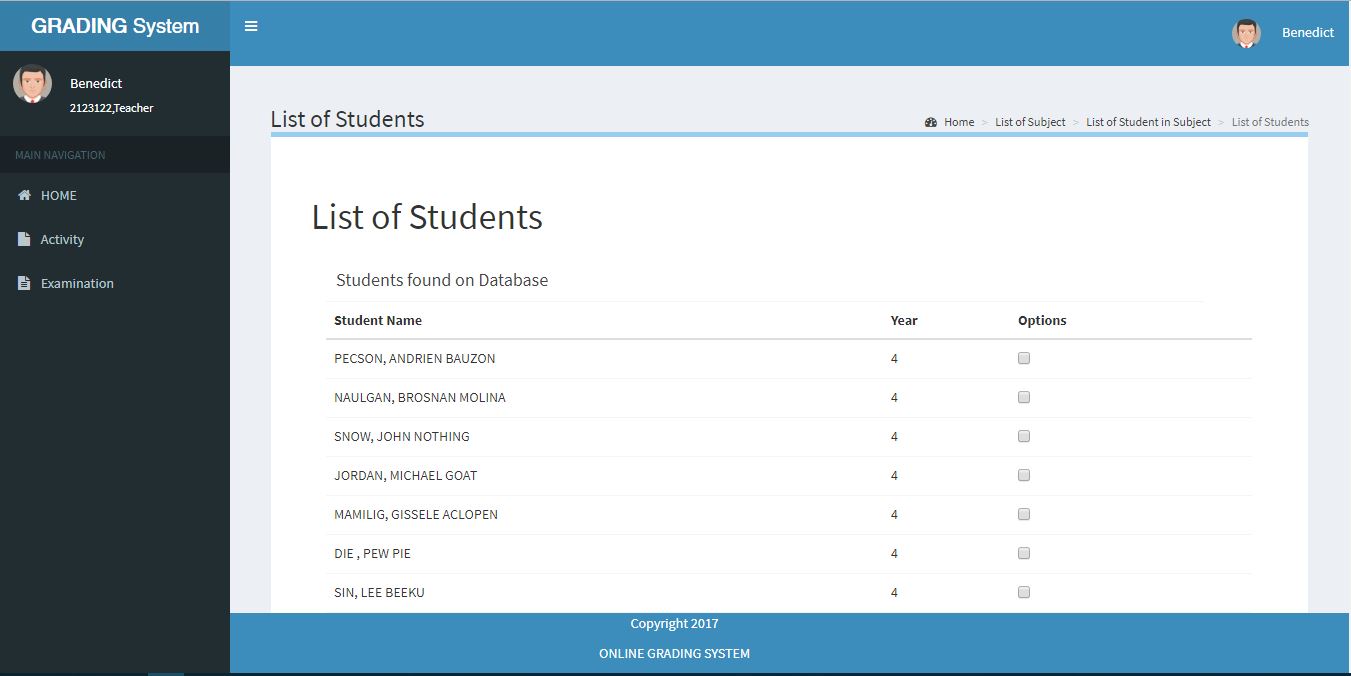 GRADING System
Benedict
Benedict
2123122,Teacher
MAIN NAVIGATION
HOME
Activity
Examination
List of Students
Home > List of Subject > List of Student in Subject > List of Students
List of Students
Students found on Database
Student Name Year Options
PECSON, ANDRIEN BAUZON 4
NAULGAN, BROSNAN MOLINA 4
SNOW, JOHN NOTHING 4
JORDAN, MICHAEL GOAT 4
MAMILIG, GISSELE ACLOPEN 4
DIE , PEW PIE 4
SIN, LEE BEEKU 4
Copyright 2017
ONLINE GRADING SYSTEM